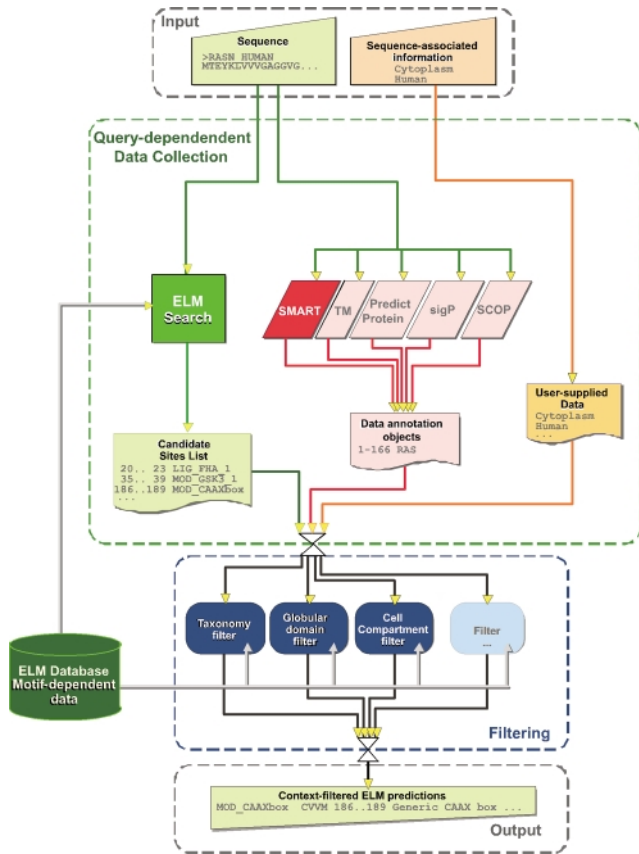 Input
Sequence
>RASN HUMAN
MTEYKLVVVGAGGVG...
Sequence-associated
information
Cytoplasm
Human
Query-dependendent
Data Collection
ELM
Search
SMART
TM
Predict
Protein
sigP
SCOP
User-supplied
Data
Cytoplasm
Human
...
Data annotation
objects
1-166 RAS
Candidate
Sites List
20.. 23 LIG_FHA_1
35.. 39 MOD_GSK3_1
186..189 MOD_CAAXbox
...
Taxonomy
filter
Globular
domain
filter
Cell
Compartment
filter
Filter
...
ELM Database
Motif-dependent
data
Filtering
Context-filtered ELM predictions
MOD_CAAXbox CVVM 186..189 Generic CAAX box ...
Output